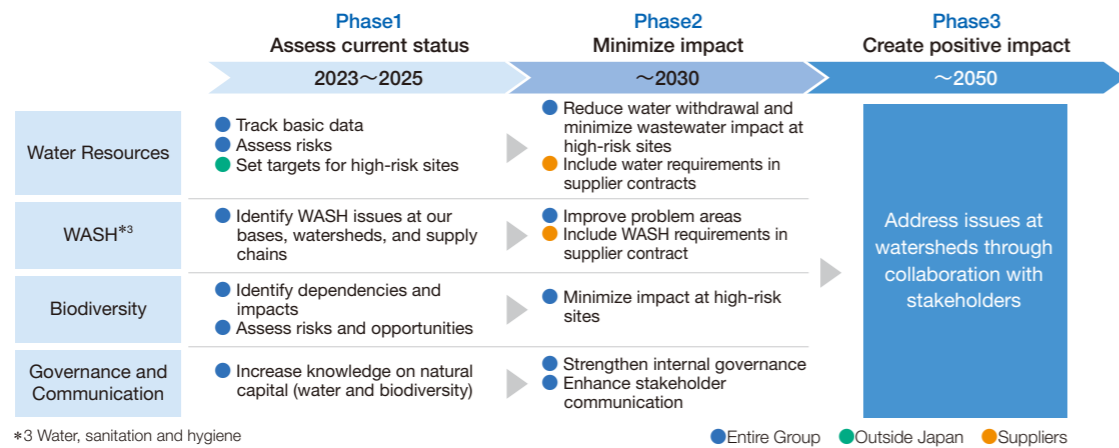 Phase1
Assess current status
Phase2
Minimize impact
Phase3
Create positive impact
2023～2025
～2030
～2050
Water Resources
Track basic data
Assess risks
Set targets for high-risk sites
Reduce water withdrawal and
minimize wastewater impact at
high-risk sites
Include water requirements in
supplier contracts
WASH*3
Identify WASH issues at our
bases, watersheds, and supply
chains
Improve problem areas
Include WASH requirements in
supplier contract
Biodiversity
Identify dependencies and
impacts
Assess risks and opportunities
Minimize impact at high-risk
sites
Governance and
Communication
Increase knowledge on natural
capital (water and biodiversity)
Strengthen internal governance
Enhance stakeholder
communication
Address issues at
watersheds through
collaboration with
stakeholders
*3 Water, sanitation and hygiene
Entire Group Outside Japan Suppliers